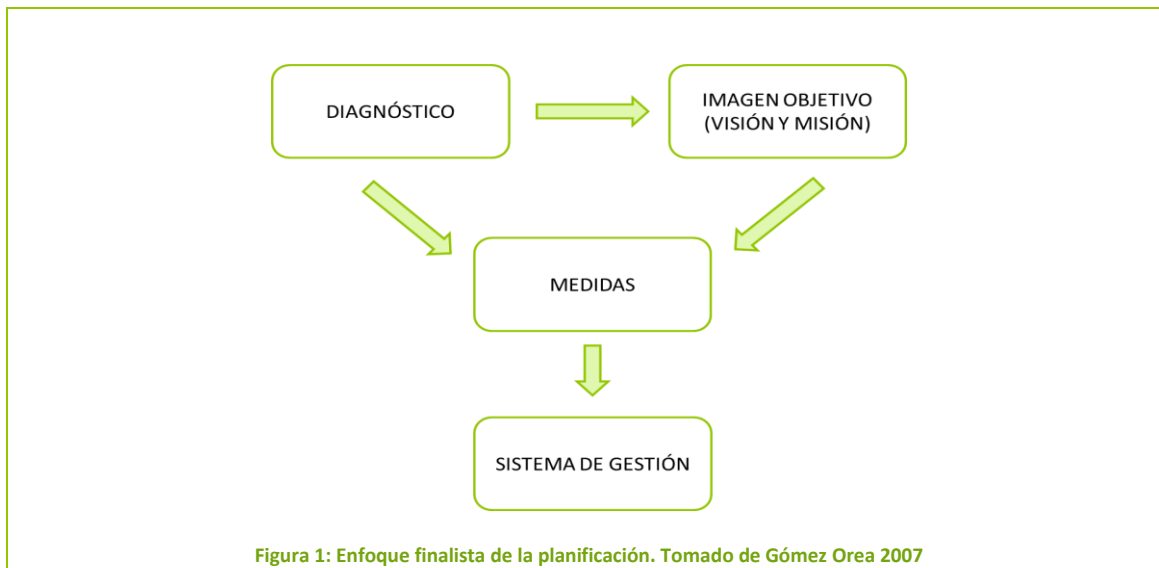 DIAGNÓSTICO
IMAGEN OBJETIVO
(VISIÓN Y MISIÓN)
MEDIDAS
SISTEMA DE GESTIÓN
Figura 1: Enfoque finalista de la planificación. Tomado de Gómez Orea 2007